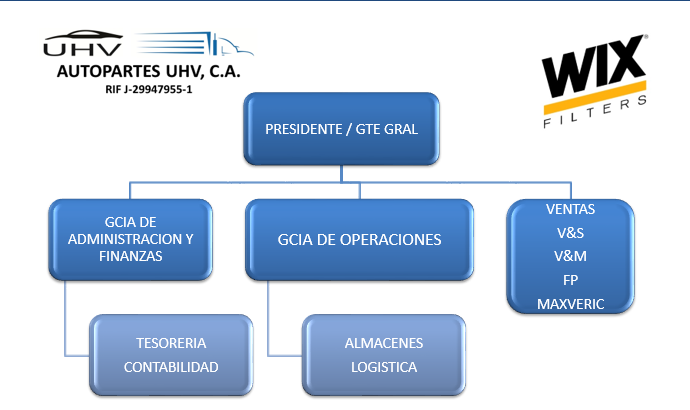 UHV
AUTOPARTES UHV, C.A.
RIF J-29947955-1
WIX®
FILTERS
PRESIDENTE / GTE GRAL
GCIA DE
ADMINISTRACION Y
FINANZAS
GCIA DE OPERACIONES
VENTAS
V&S
V&M
FP
MAXVERIC
TESORERIA
CONTABILIDAD
ALMACENES
LOGISTICA